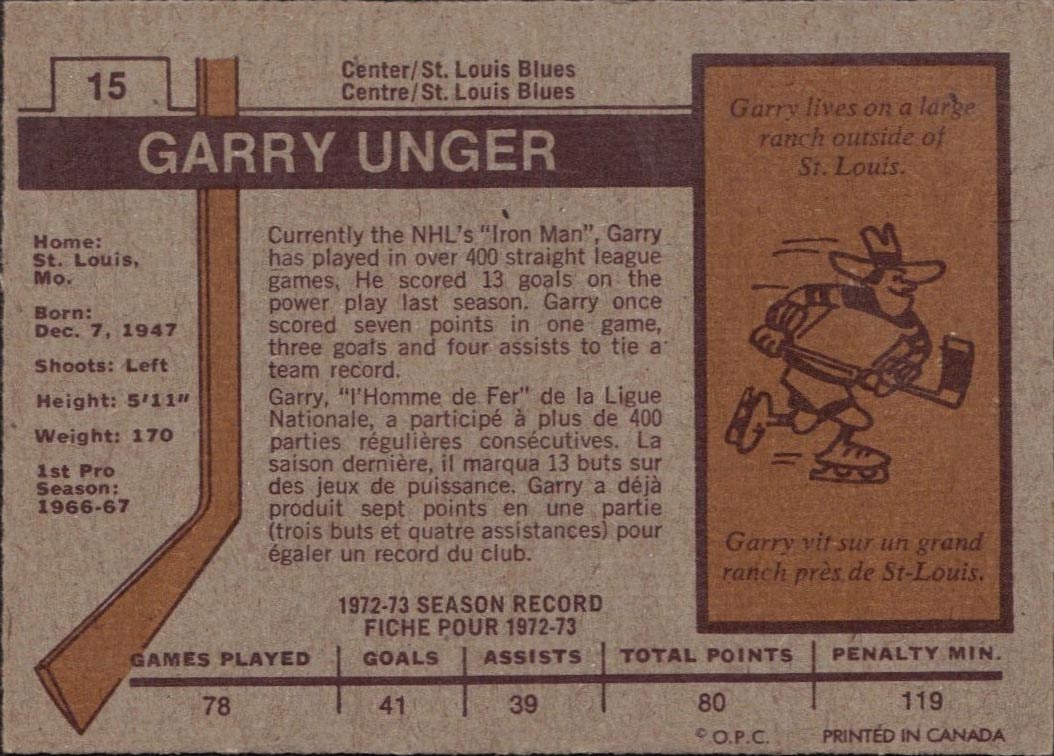 15
Center/St. Louis Blues
Centre/St. Louis Blues
GARRY UNGER
Home:
St. Louis,
Mo.
Born:
Dec. 7, 1947
Shoots: Left
Height: 5'11"
Weight: 170
1st Pro
Season:
1966-67
Currently the NHL's "Iron Man", Garry
has played in over 400 straight league
games. He scored 13 goals on the
power play last season. Garry once
scored seven points in one game,
three goals and four assists to tie a
team record.
Garry, "l'Homme de Fer" de la Ligue
Nationale, a participé à plus de 400
parties régulières consécutives. La
saison dernière, il marqua 13 buts sur
des jeux de puissance. Garry a déjà
produit sept points en une partie
(trois buts et quatre assistances) pour
égaler un record du club.
Garry lives on a large
ranch outside of
St. Louis.
Garry vit sur un grand
ranch près de St-Louis.
1972-73 SEASON RECORD
FICHE POUR 1972-73
GAMES PLAYED GOALS ASSISTS TOTAL POINTS PENALTY MIN.
78 41 39 80 119
© O.P.C. PRINTED IN CANADA